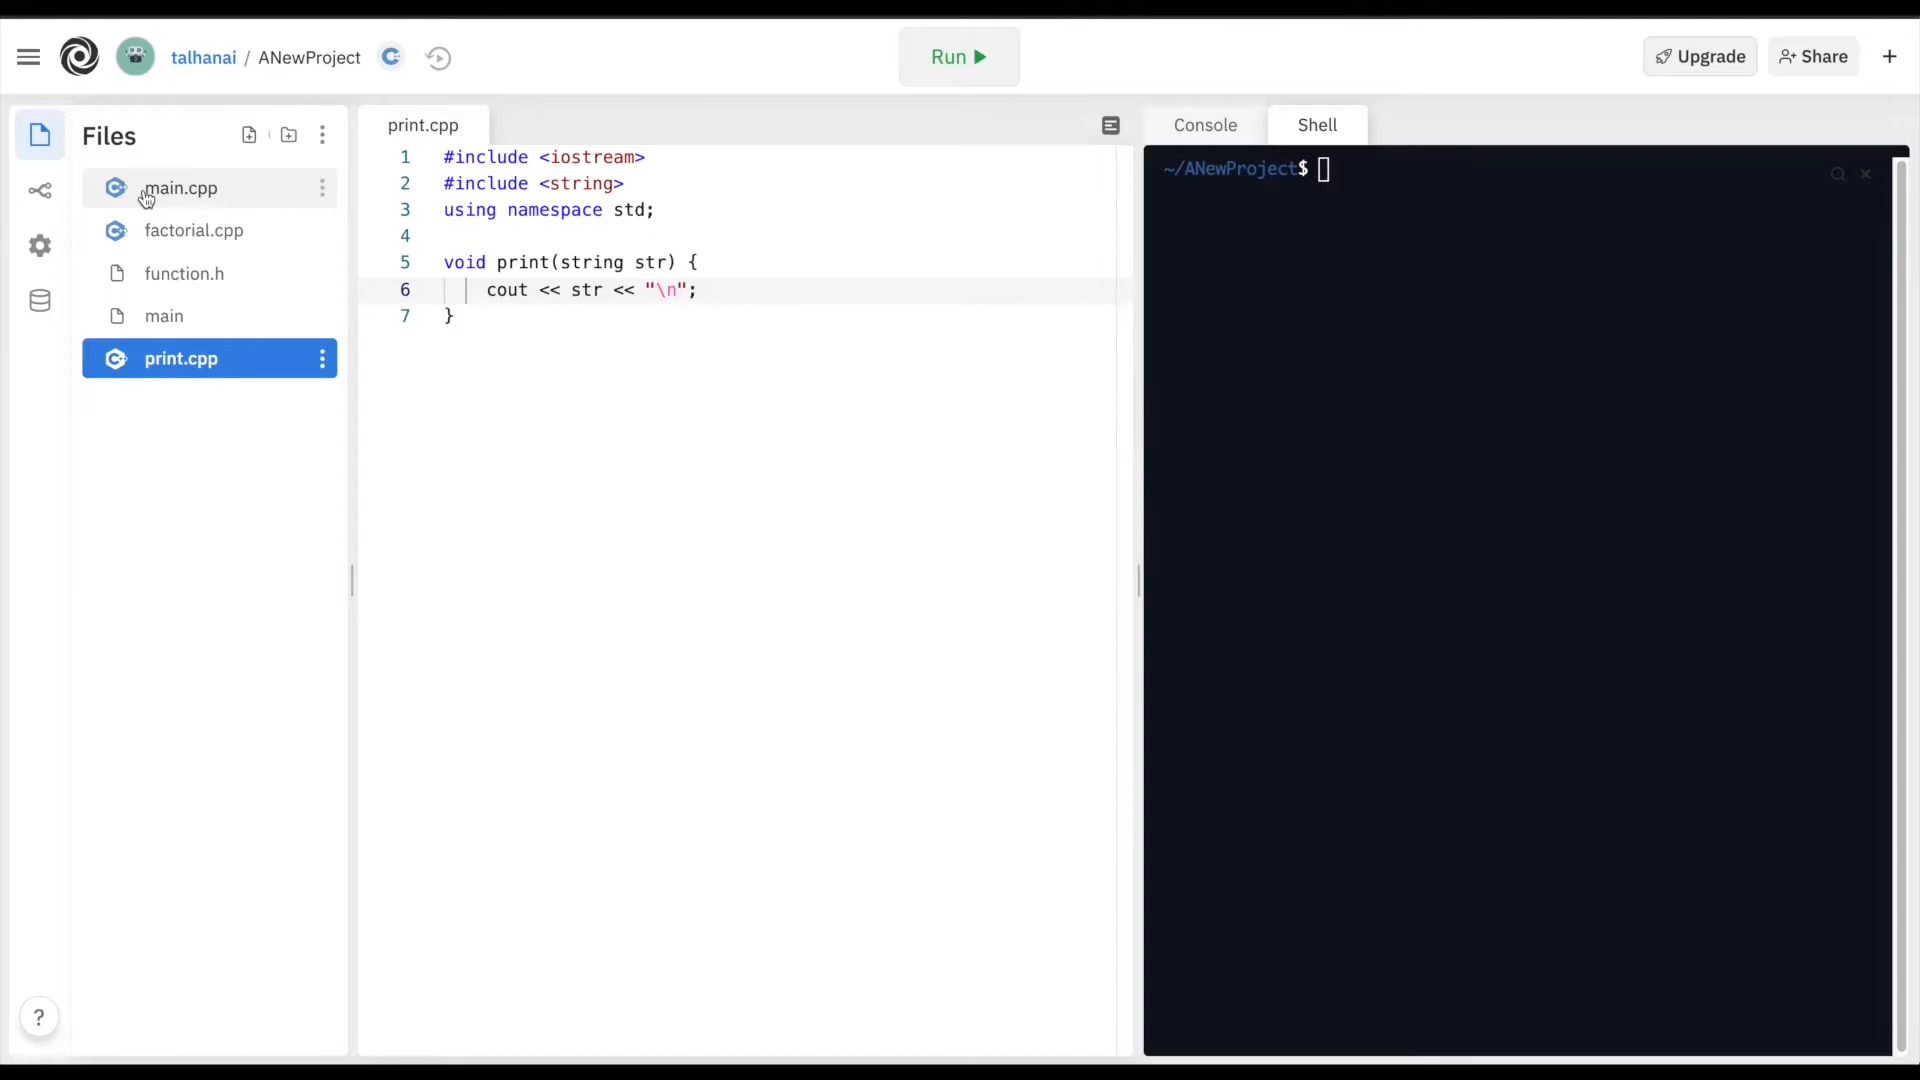 talhanai / ANewProject
Run
Upgrade
Share
Files
main.cpp
factorial.cpp
function.h
main
print.cpp
print.cpp
1 #include <iostream>
2 #include <string>
3 using namespace std;
4
5 void print(string str) {
6 cout << str << "\n";
7 }
Console
Shell
~/ANewProject$
?